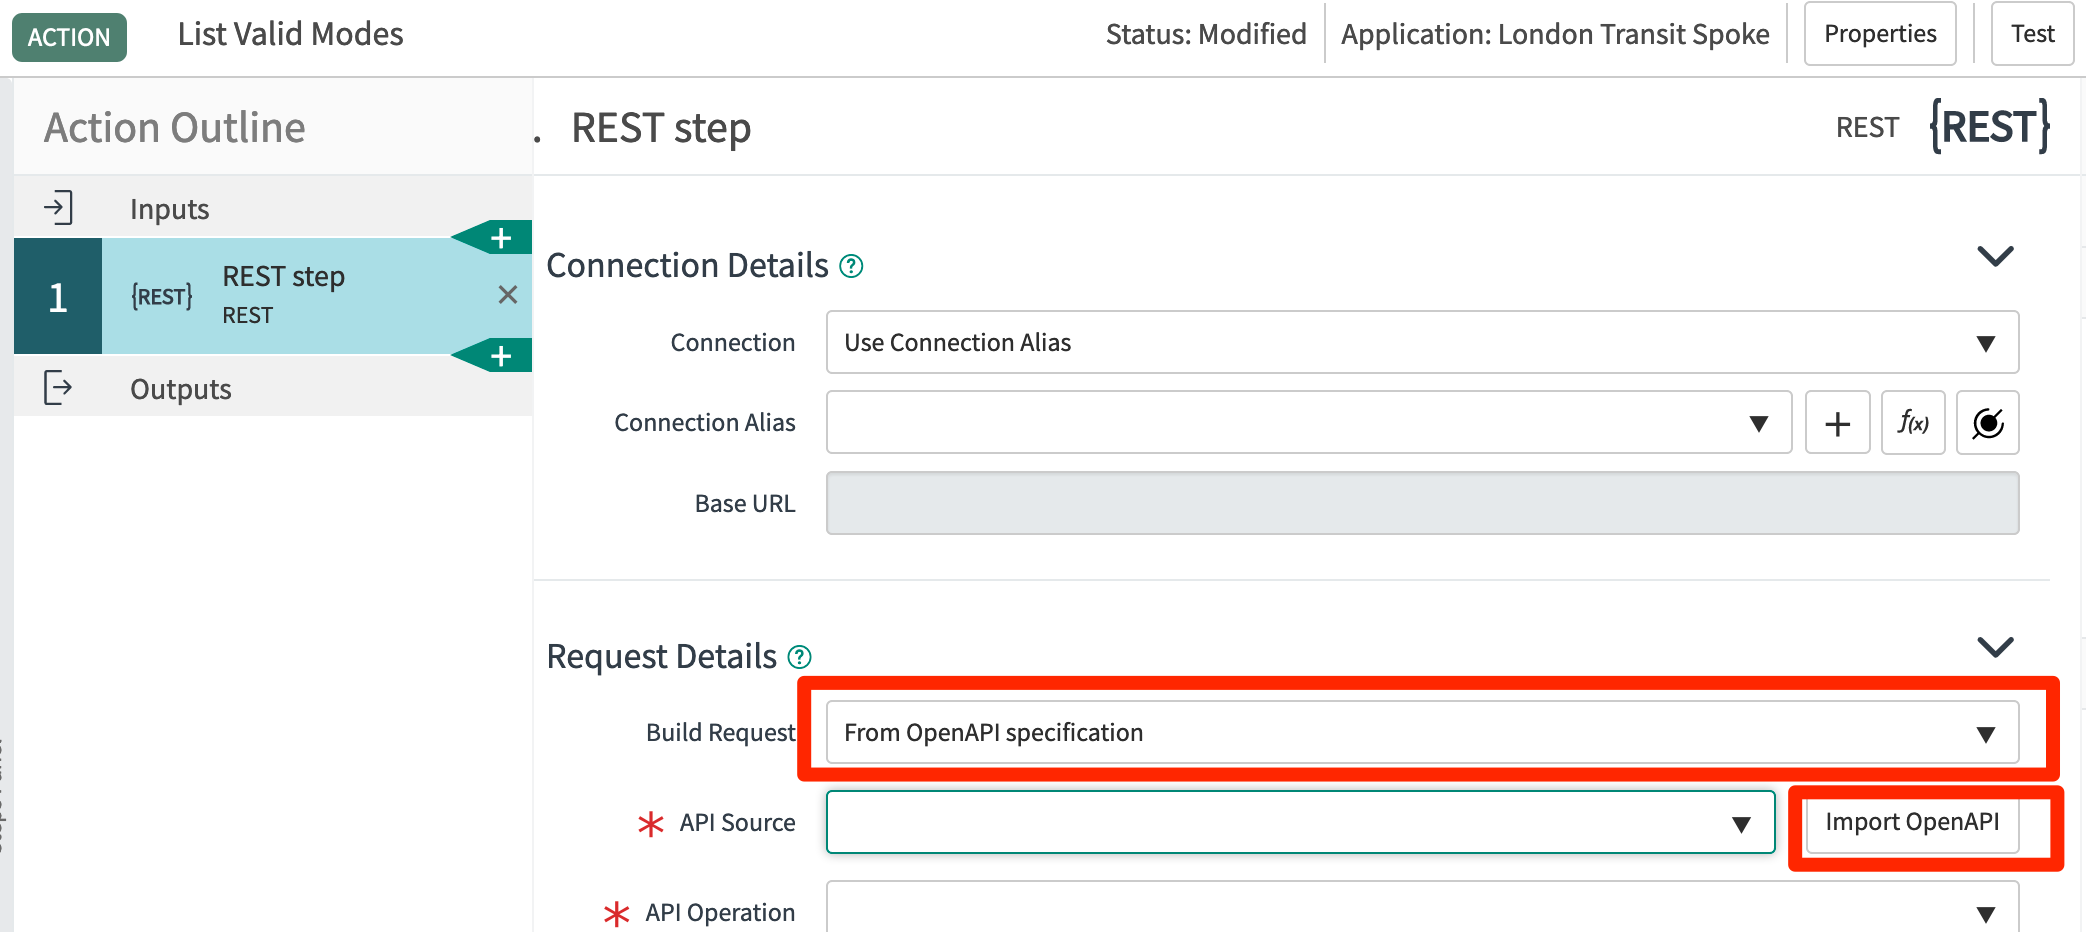 ACTION
List Valid Modes
Status: Modified
Application: London Transit Spoke
Properties
Test
Action Outline
. REST step
REST {REST}
Inputs
1
{REST}
REST step
REST
Outputs
Connection Details ?
Connection
Use Connection Alias
Connection Alias
+
f(x)
Base URL
Request Details ?
Build Request
From OpenAPI specification
* API Source
Import OpenAPI
* API Operation